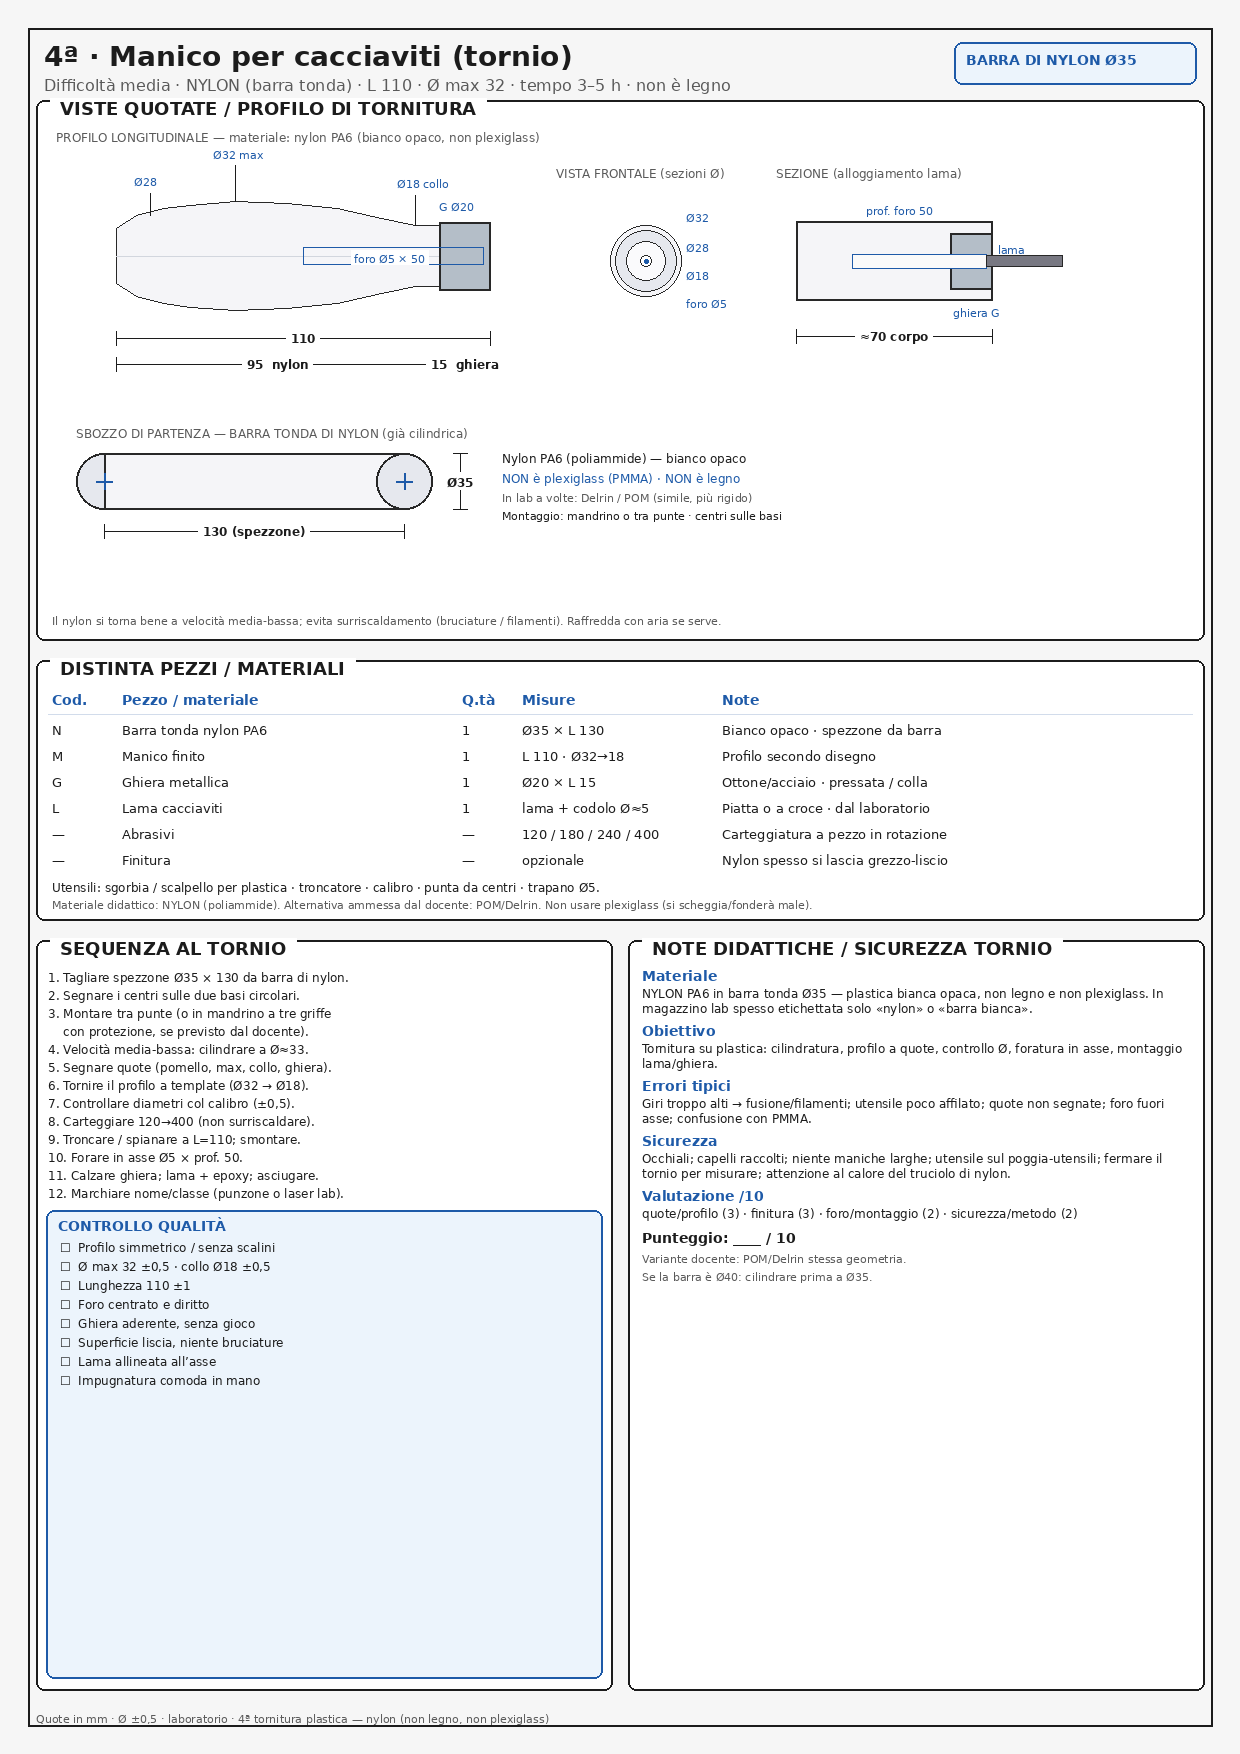 4ª · Manico per cacciaviti (tornio)
Difficoltà media · NYLON (barra tonda) · L 110 · Ø max 32 · tempo 3–5 h · non è legno
BARRA DI NYLON Ø35
VISTE QUOTATE / PROFILO DI TORNITURA
PROFILO LONGITUDINALE — materiale: nylon PA6 (bianco opaco, non plexiglass)
Ø32 max
Ø28
Ø18 collo
G Ø20
foro Ø5 × 50
110
95 nylon
15 ghiera
VISTA FRONTALE (sezioni Ø)
Ø32
Ø28
Ø18
foro Ø5
SEZIONE (alloggiamento lama)
prof. foro 50
lama
ghiera G
≈70 corpo
SBOZZO DI PARTENZA — BARRA TONDA DI NYLON (già cilindrica)
Ø35
130 (spezzone)
Nylon PA6 (poliammide) — bianco opaco
NON è plexiglass (PMMA) · NON è legno
In lab a volte: Delrin / POM (simile, più rigido)
Montaggio: mandrino o tra punte · centri sulle basi
Il nylon si torna bene a velocità media-bassa; evita surriscaldamento (bruciature / filamenti). Raffredda con aria se serve.
DISTINTA PEZZI / MATERIALI
Cod. Pezzo / materiale Q.tà Misure Note
N Barra tonda nylon PA6 1 Ø35 × L 130 Bianco opaco · spezzone da barra
M Manico finito 1 L 110 · Ø32→18 Profilo secondo disegno
G Ghiera metallica 1 Ø20 × L 15 Ottone/acciaio · pressata / colla
L Lama cacciaviti 1 lama + codolo Ø≈5 Piatta o a croce · dal laboratorio
— Abrasivi — 120 / 180 / 240 / 400 Carteggiatura a pezzo in rotazione
— Finitura — opzionale Nylon spesso si lascia grezzo-liscio
Utensili: sgorbia / scalpello per plastica · troncatore · calibro · punta da centri · trapano Ø5.
Materiale didattico: NYLON (poliammide). Alternativa ammessa dal docente: POM/Delrin. Non usare plexiglass (si scheggia/fonderà male).
SEQUENZA AL TORNIO
1. Tagliare spezzone Ø35 × 130 da barra di nylon.
2. Segnare i centri sulle due basi circolari.
3. Montare tra punte (o in mandrino a tre griffe
con protezione, se previsto dal docente).
4. Velocità media-bassa: cilindrare a Ø≈33.
5. Segnare quote (pomello, max, collo, ghiera).
6. Tornire il profilo a template (Ø32 → Ø18).
7. Controllare diametri col calibro (±0,5).
8. Carteggiare 120→400 (non surriscaldare).
9. Troncare / spianare a L=110; smontare.
10. Forare in asse Ø5 × prof. 50.
11. Calzare ghiera; lama + epoxy; asciugare.
12. Marchiare nome/classe (punzone o laser lab).
CONTROLLO QUALITÀ
☐ Profilo simmetrico / senza scalini
☐ Ø max 32 ±0,5 · collo Ø18 ±0,5
☐ Lunghezza 110 ±1
☐ Foro centrato e diritto
☐ Ghiera aderente, senza gioco
☐ Superficie liscia, niente bruciature
☐ Lama allineata all’asse
☐ Impugnatura comoda in mano
NOTE DIDATTICHE / SICUREZZA TORNIO
Materiale
NYLON PA6 in barra tonda Ø35 — plastica bianca opaca, non legno e non plexiglass. In
magazzino lab spesso etichettata solo «nylon» o «barra bianca».
Obiettivo
Tornitura su plastica: cilindratura, profilo a quote, controllo Ø, foratura in asse, montaggio
lama/ghiera.
Errori tipici
Giri troppo alti → fusione/filamenti; utensile poco affilato; quote non segnate; foro fuori
asse; confusione con PMMA.
Sicurezza
Occhiali; capelli raccolti; niente maniche larghe; utensile sul poggia-utensili; fermare il
tornio per misurare; attenzione al calore del truciolo di nylon.
Valutazione /10
quote/profilo (3) · finitura (3) · foro/montaggio (2) · sicurezza/metodo (2)
Punteggio: ____ / 10
Variante docente: POM/Delrin stessa geometria.
Se la barra è Ø40: cilindrare prima a Ø35.
Quote in mm · Ø ±0,5 · laboratorio · 4ª tornitura plastica — nylon (non legno, non plexiglass)